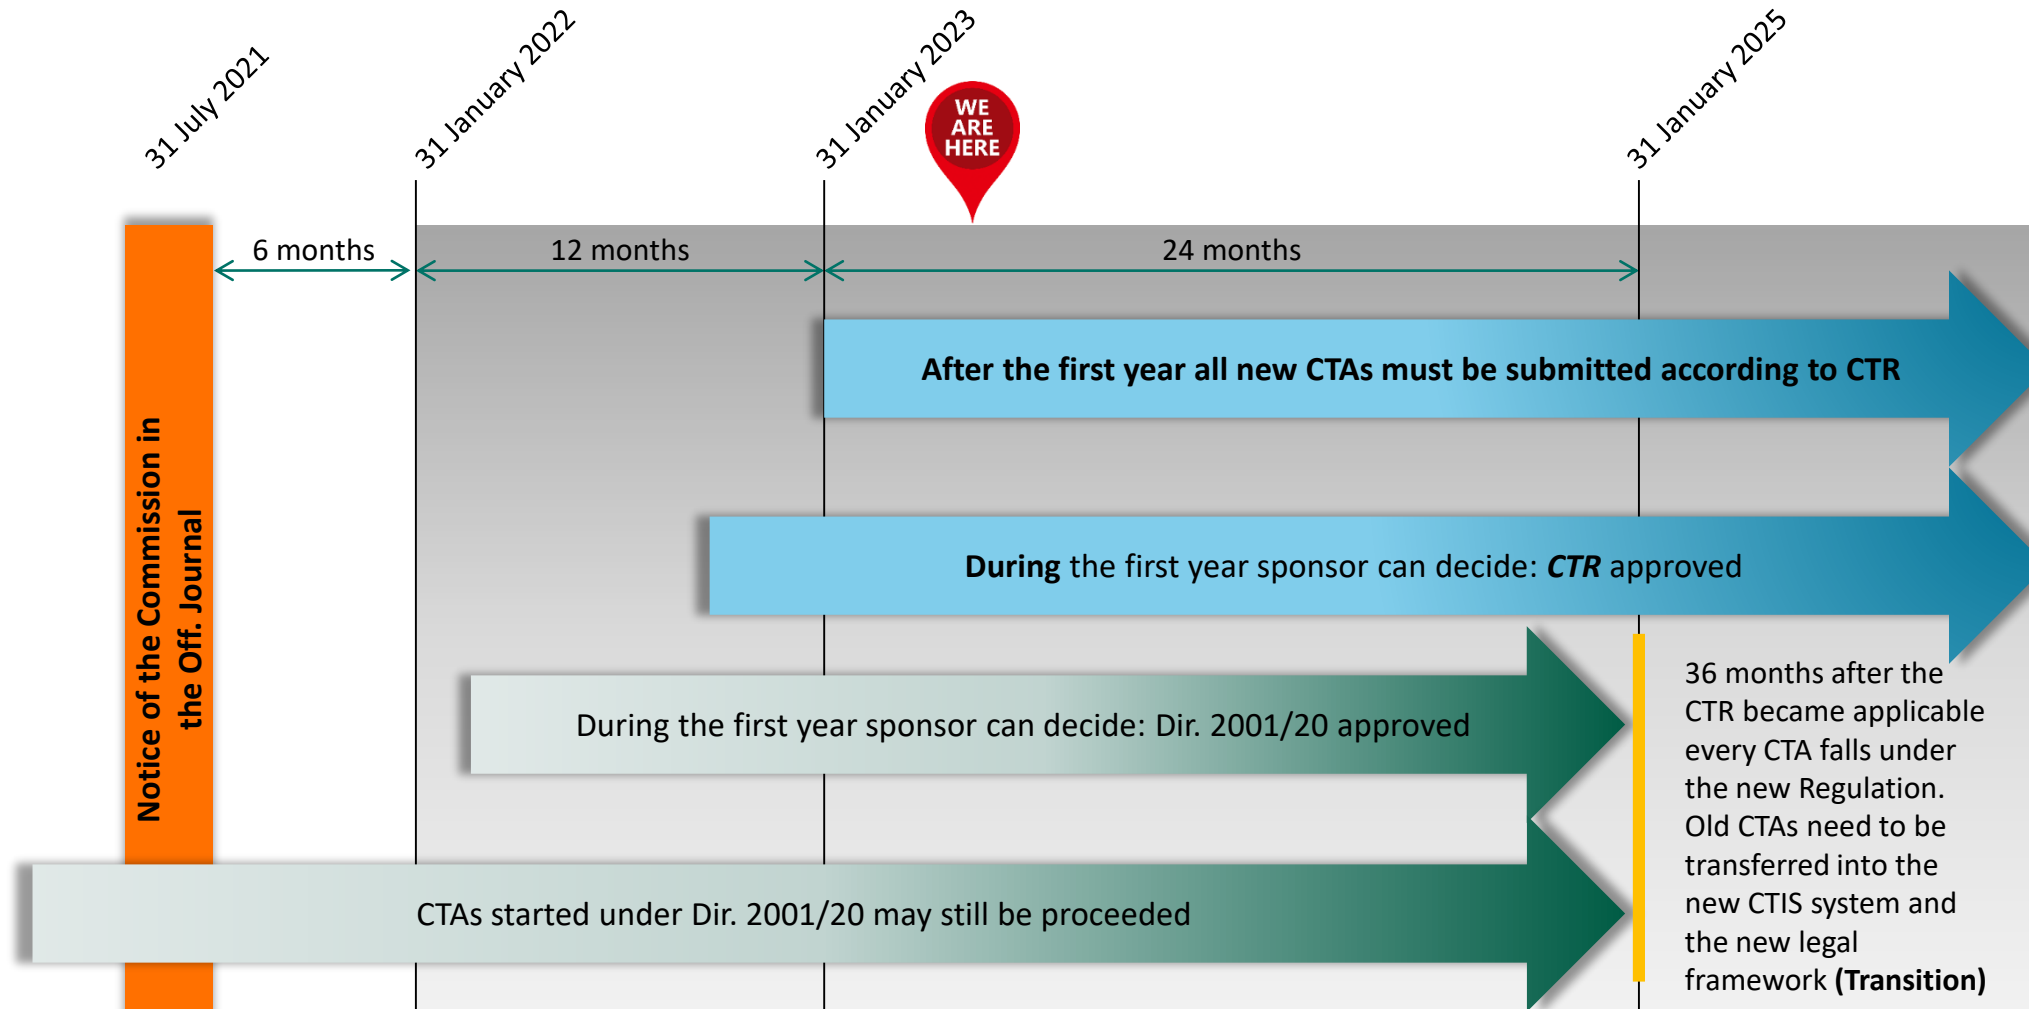 31 July 2021
31 January 2022
31 January 2023
31 January 2025
WE
ARE
HERE
6 months
12 months
24 months
Notice of the Commission in
the Off. Journal
After the first year all new CTAs must be submitted according to CTR
During the first year sponsor can decide: CTR approved
During the first year sponsor can decide: Dir. 2001/20 approved
CTAs started under Dir. 2001/20 may still be proceeded
36 months after the
CTR became applicable
every CTA falls under
the new Regulation.
Old CTAs need to be
transferred into the
new CTIS system and
the new legal
framework (Transition)